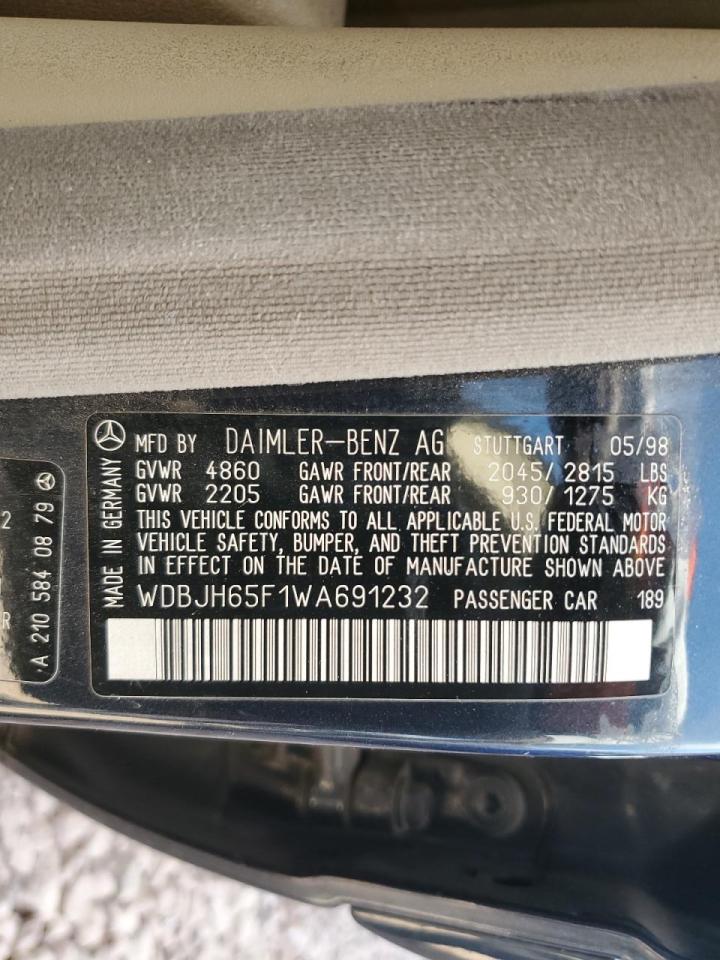 MFD BY DAIMLER-BENZ AG STUTTGART 05/98
GVWR 4860 GAWR FRONT/REAR 2045/2815 LBS
GVWR 2205 GAWR FRONT/REAR 930/1275 KG
THIS VEHICLE CONFORMS TO ALL APPLICABLE U.S. FEDERAL MOTOR
VEHICLE SAFETY, BUMPER, AND THEFT PREVENTION STANDARDS
IN EFFECT ON THE DATE OF MANUFACTURE SHOWN ABOVE
WDBJH65F1WA691232 PASSENGER CAR 189
MADE IN GERMANY
A 210 584 08 79
2
R